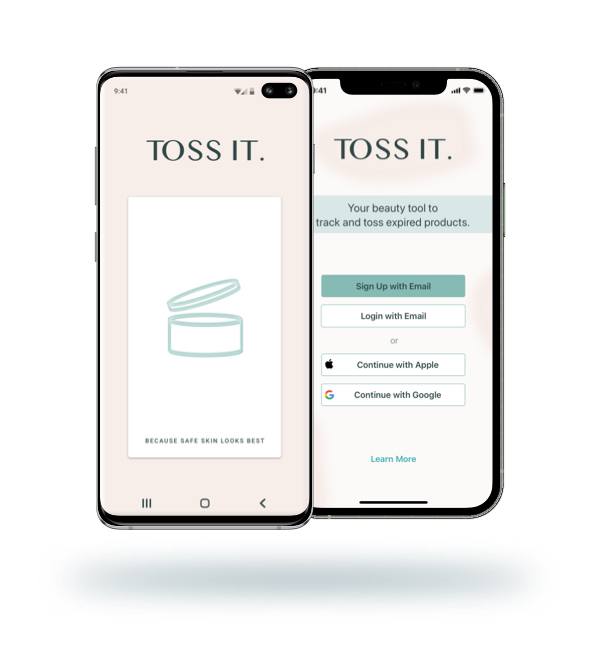 9:41
TOSS IT.
BECAUSE SAFE SKIN LOOKS BEST
9:41
TOSS IT.
Your beauty tool to
track and toss expired products.
Sign Up with Email
Login with Email
or
Continue with Apple
Continue with Google
Learn More